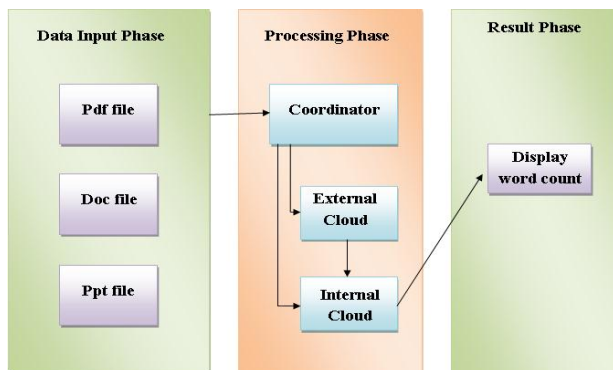 Data Input Phase
Pdf file
Doc file
Ppt file
Processing Phase
Coordinator
External
Cloud
Internal
Cloud
Result Phase
Display
word count